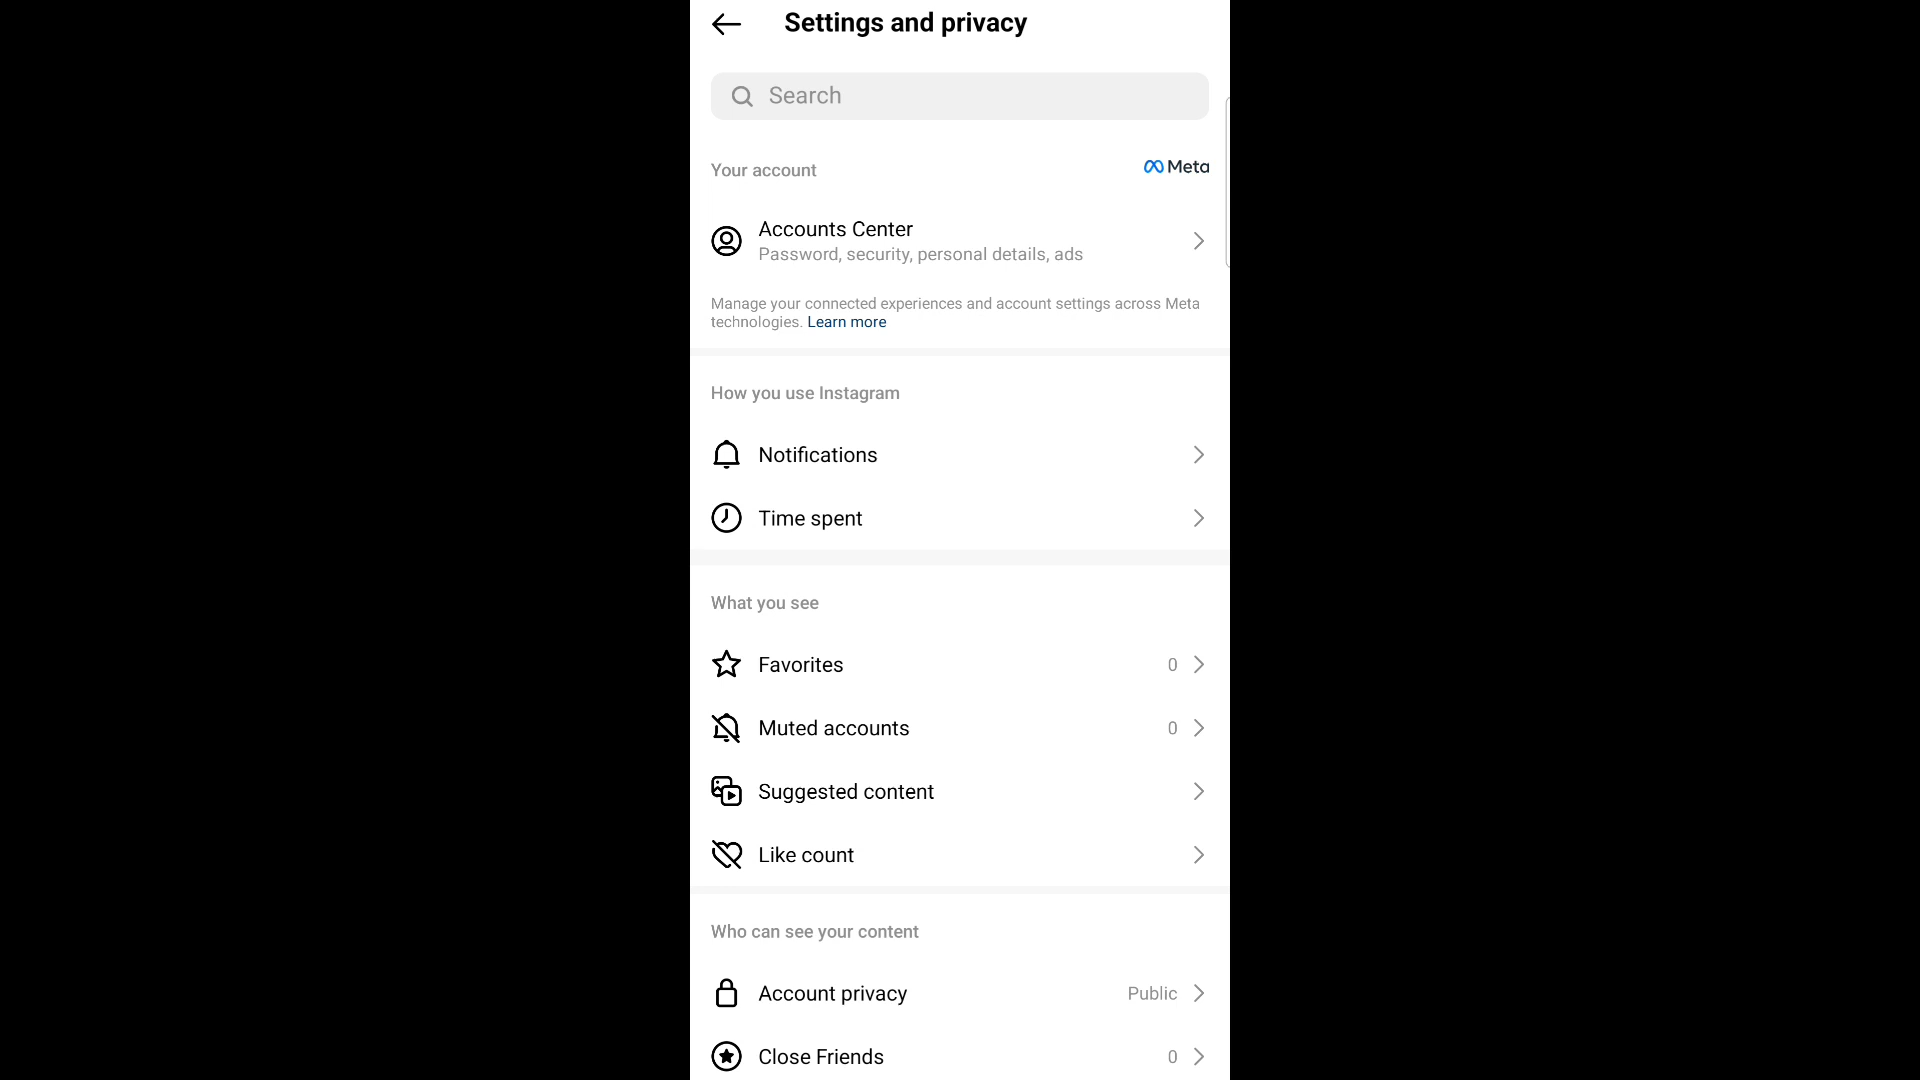 Settings and privacy
Search
Your account
Meta
Accounts Center
Password, security, personal details, ads
Manage your connected experiences and account settings across Meta
technologies. Learn more
How you use Instagram
Notifications
Time spent
What you see
Favorites 0
Muted accounts 0
Suggested content
Like count
Who can see your content
Account privacy Public
Close Friends 0